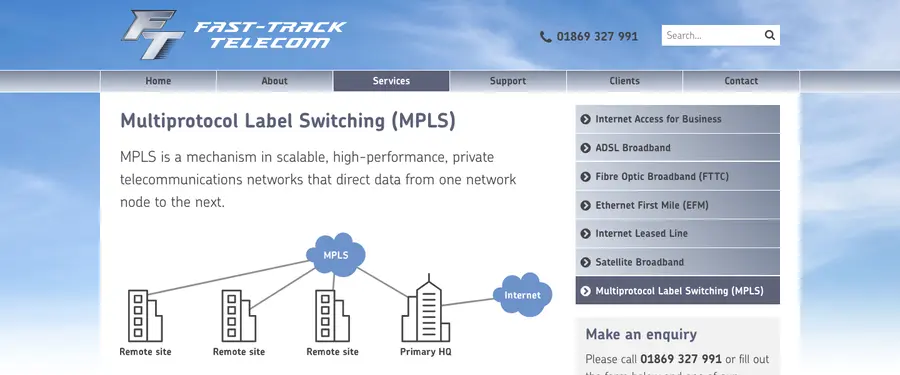 FT FAST-TRACK
TELECOM
01869 327 991
Search...
Home About Services Support Clients Contact
Multiprotocol Label Switching (MPLS)
MPLS is a mechanism in scalable, high-performance, private
telecommunications networks that direct data from one network
node to the next.
MPLS
Internet
Remote site Remote site Remote site Primary HQ
Internet Access for Business
ADSL Broadband
Fibre Optic Broadband (FTTC)
Ethernet First Mile (EFM)
Internet Leased Line
Satellite Broadband
Multiprotocol Label Switching (MPLS)
Make an enquiry
Please call 01869 327 991 or fill out